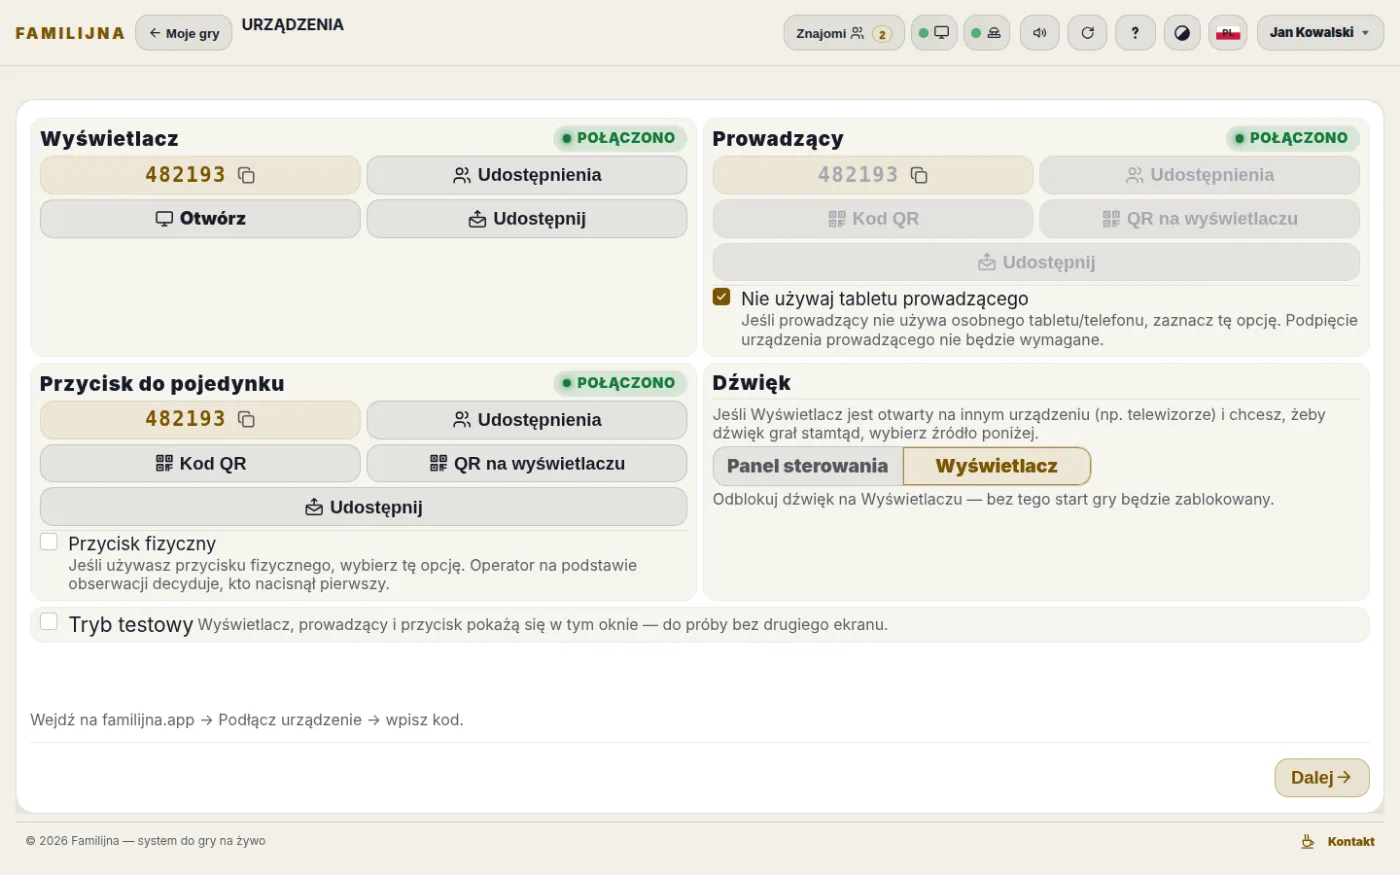 FAMILIJNA
← Moje gry
URZĄDZENIA
Znajomi 2
?
PL
Jan Kowalski
Wyświetlacz
POŁĄCZONO
482193
Udostępnienia
Otwórz
Udostępnij
Prowadzący
POŁĄCZONO
482193
Udostępnienia
Kod QR
QR na wyświetlaczu
Udostępnij
Nie używaj tabletu prowadzącego
Jeśli prowadzący nie używa osobnego tabletu/telefonu, zaznacz tę opcję. Podpięcie
urządzenia prowadzącego nie będzie wymagane.
Przycisk do pojedynku
POŁĄCZONO
482193
Udostępnienia
Kod QR
QR na wyświetlaczu
Udostępnij
Przycisk fizyczny
Jeśli używasz przycisku fizycznego, wybierz tę opcję. Operator na podstawie
obserwacji decyduje, kto nacisnął pierwszy.
Dźwięk
Jeśli Wyświetlacz jest otwarty na innym urządzeniu (np. telewizorze) i chcesz, żeby
dźwięk grał stamtąd, wybierz źródło poniżej.
Panel sterowania
Wyświetlacz
Odblokuj dźwięk na Wyświetlaczu — bez tego start gry będzie zablokowany.
Tryb testowy Wyświetlacz, prowadzący i przycisk pokażą się w tym oknie — do próby bez drugiego ekranu.
Wejdź na familijna.app → Podłącz urządzenie → wpisz kod.
Dalej →
© 2026 Familijna — system do gry na żywo
Kontakt